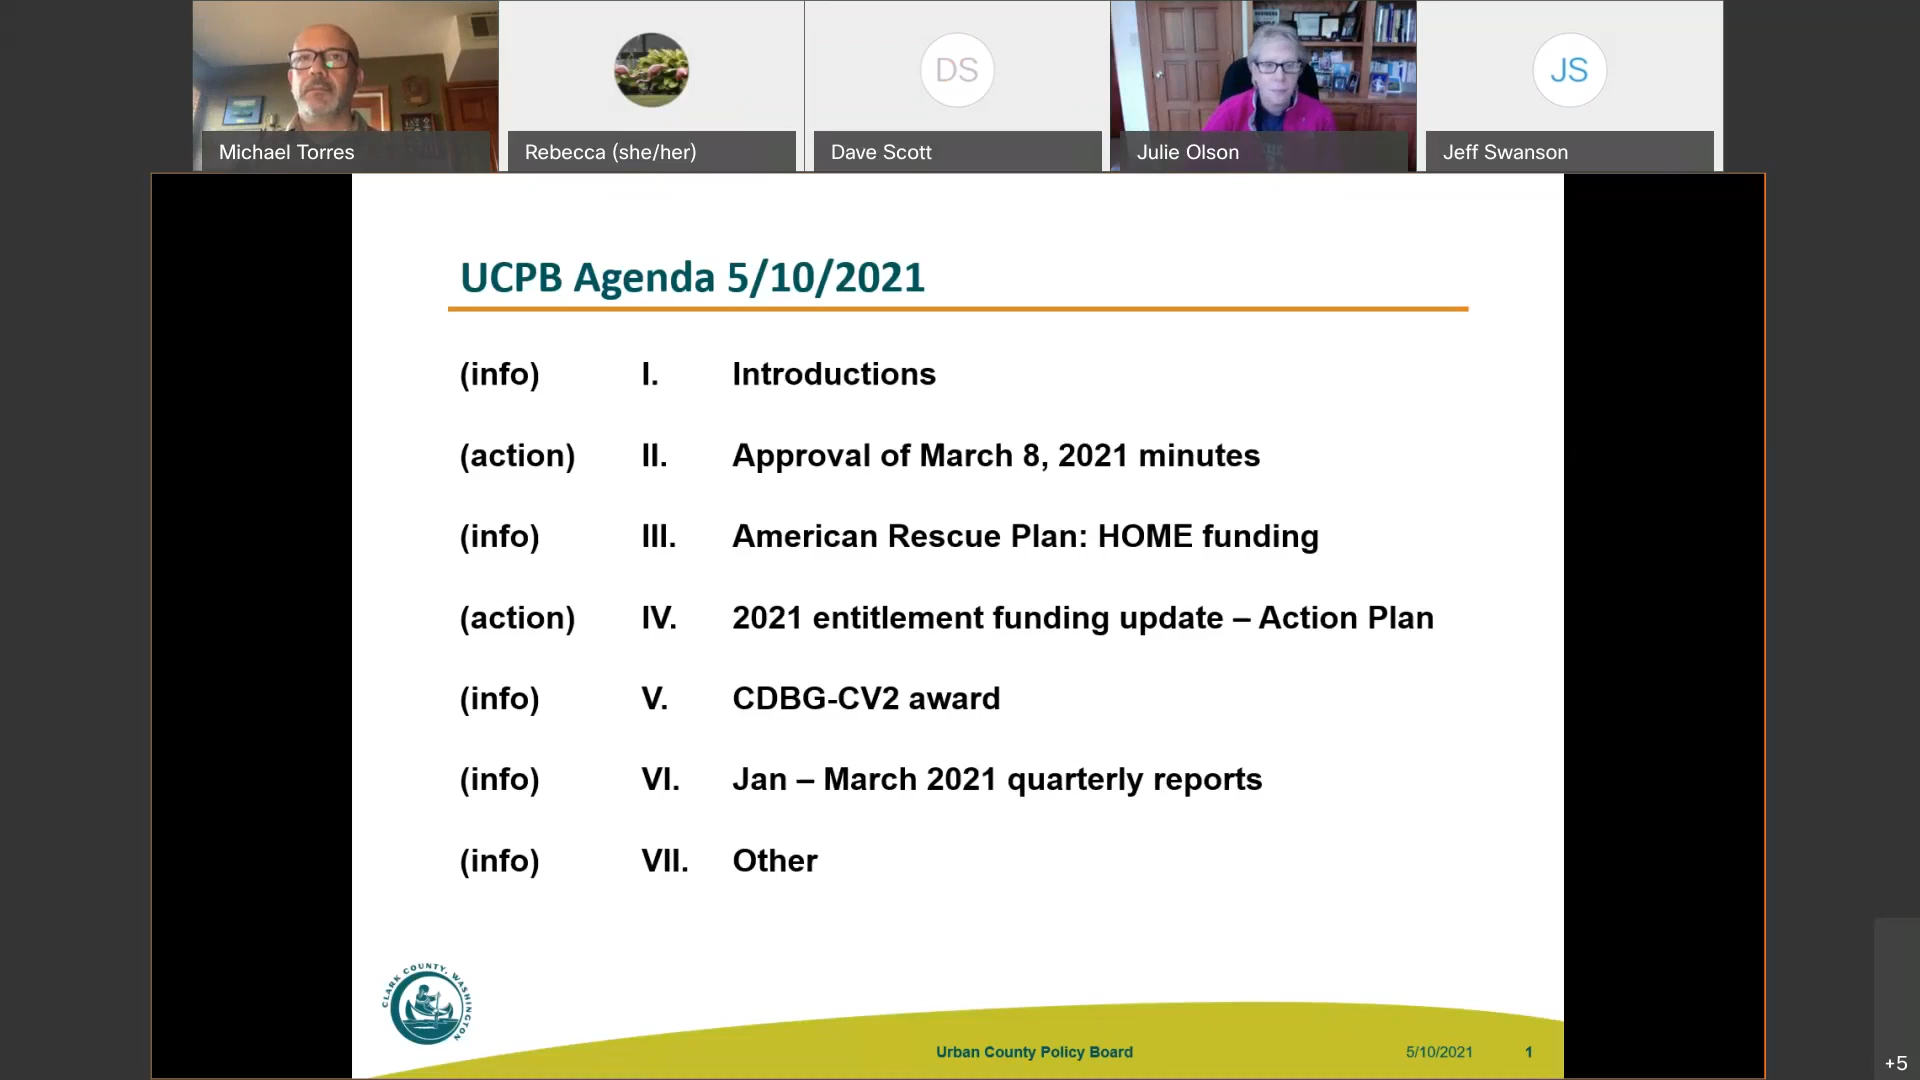 DS
JS
Michael Torres
Rebecca (she/her)
Dave Scott
Julie Olson
Jeff Swanson
UCPB Agenda 5/10/2021
(info) I. Introductions
(action) II. Approval of March 8, 2021 minutes
(info) III. American Rescue Plan: HOME funding
(action) IV. 2021 entitlement funding update – Action Plan
(info) V. CDBG-CV2 award
(info) VI. Jan – March 2021 quarterly reports
(info) VII. Other
CLARK COUNTY, WASHINGTON
Urban County Policy Board 5/10/2021 1
+5